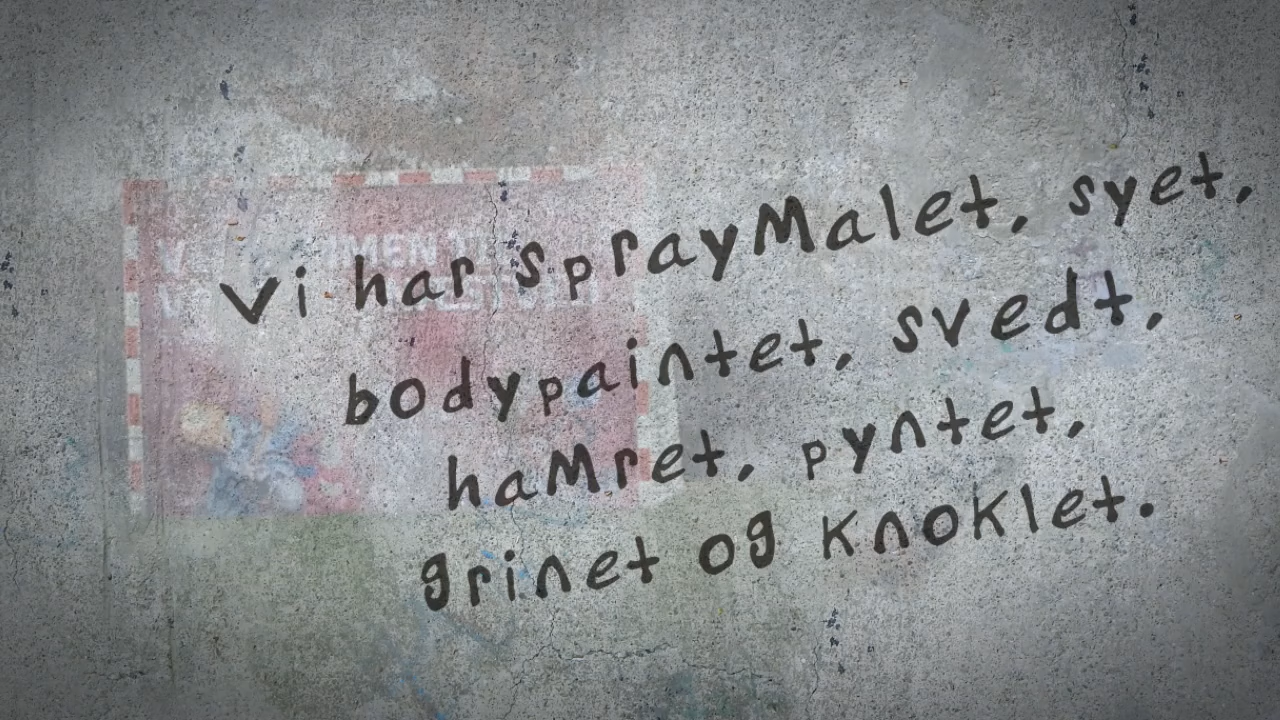 Vi har sprayMalet, syet,
bodypaintet, svedt,
haMret, pyntet,
grinet og knoklet.